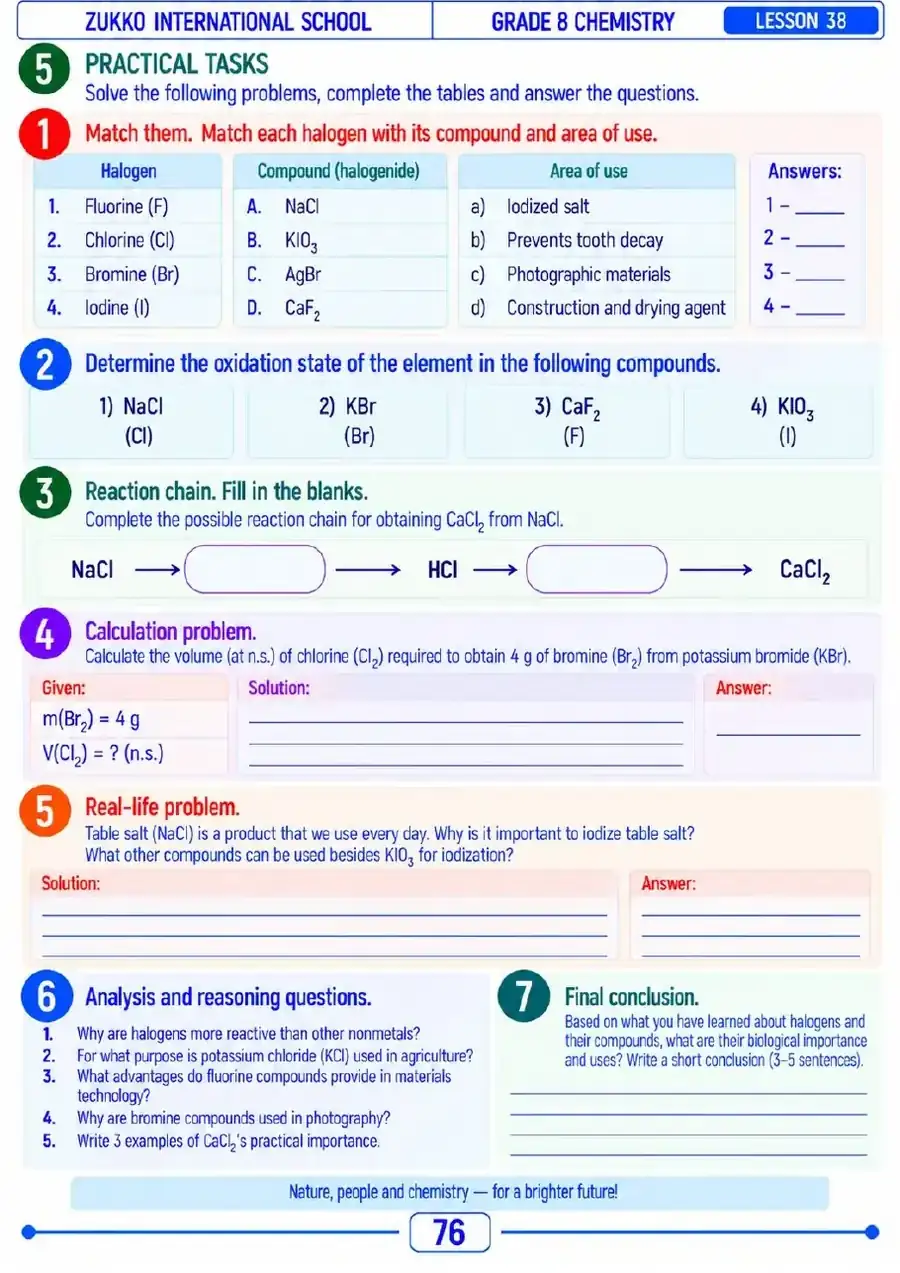 ZUKKO INTERNATIONAL SCHOOL GRADE 8 CHEMISTRY LESSON 38
5 PRACTICAL TASKS
Solve the following problems, complete the tables and answer the questions.
1 Match them. Match each halogen with its compound and area of use.
Halogen Compound (halogenide) Area of use Answers:
1. Fluorine (F) A. NaCl a) Iodized salt 1 – _____
2. Chlorine (Cl) B. KIO₃ b) Prevents tooth decay 2 – _____
3. Bromine (Br) C. AgBr c) Photographic materials 3 – _____
4. Iodine (I) D. CaF₂ d) Construction and drying agent 4 – _____
2 Determine the oxidation state of the element in the following compounds.
1) NaCl 2) KBr 3) CaF₂ 4) KIO₃
(Cl) (Br) (F) (I)
3 Reaction chain. Fill in the blanks.
Complete the possible reaction chain for obtaining CaCl₂ from NaCl.
NaCl → → HCl → → CaCl₂
4 Calculation problem.
Calculate the volume (at n.s.) of chlorine (Cl₂) required to obtain 4 g of bromine (Br₂) from potassium bromide (KBr).
Given: Solution: Answer:
m(Br₂) = 4 g
V(Cl₂) = ? (n.s.)
5 Real-life problem.
Table salt (NaCl) is a product that we use every day. Why is it important to iodize table salt?
What other compounds can be used besides KIO₃ for iodization?
Solution: Answer:
6 Analysis and reasoning questions.
1. Why are halogens more reactive than other nonmetals?
2. For what purpose is potassium chloride (KCl) used in agriculture?
3. What advantages do fluorine compounds provide in materials
technology?
4. Why are bromine compounds used in photography?
5. Write 3 examples of CaCl₂'s practical importance.
7 Final conclusion.
Based on what you have learned about halogens and
their compounds, what are their biological importance
and uses? Write a short conclusion (3–5 sentences).
Nature, people and chemistry — for a brighter future!
76